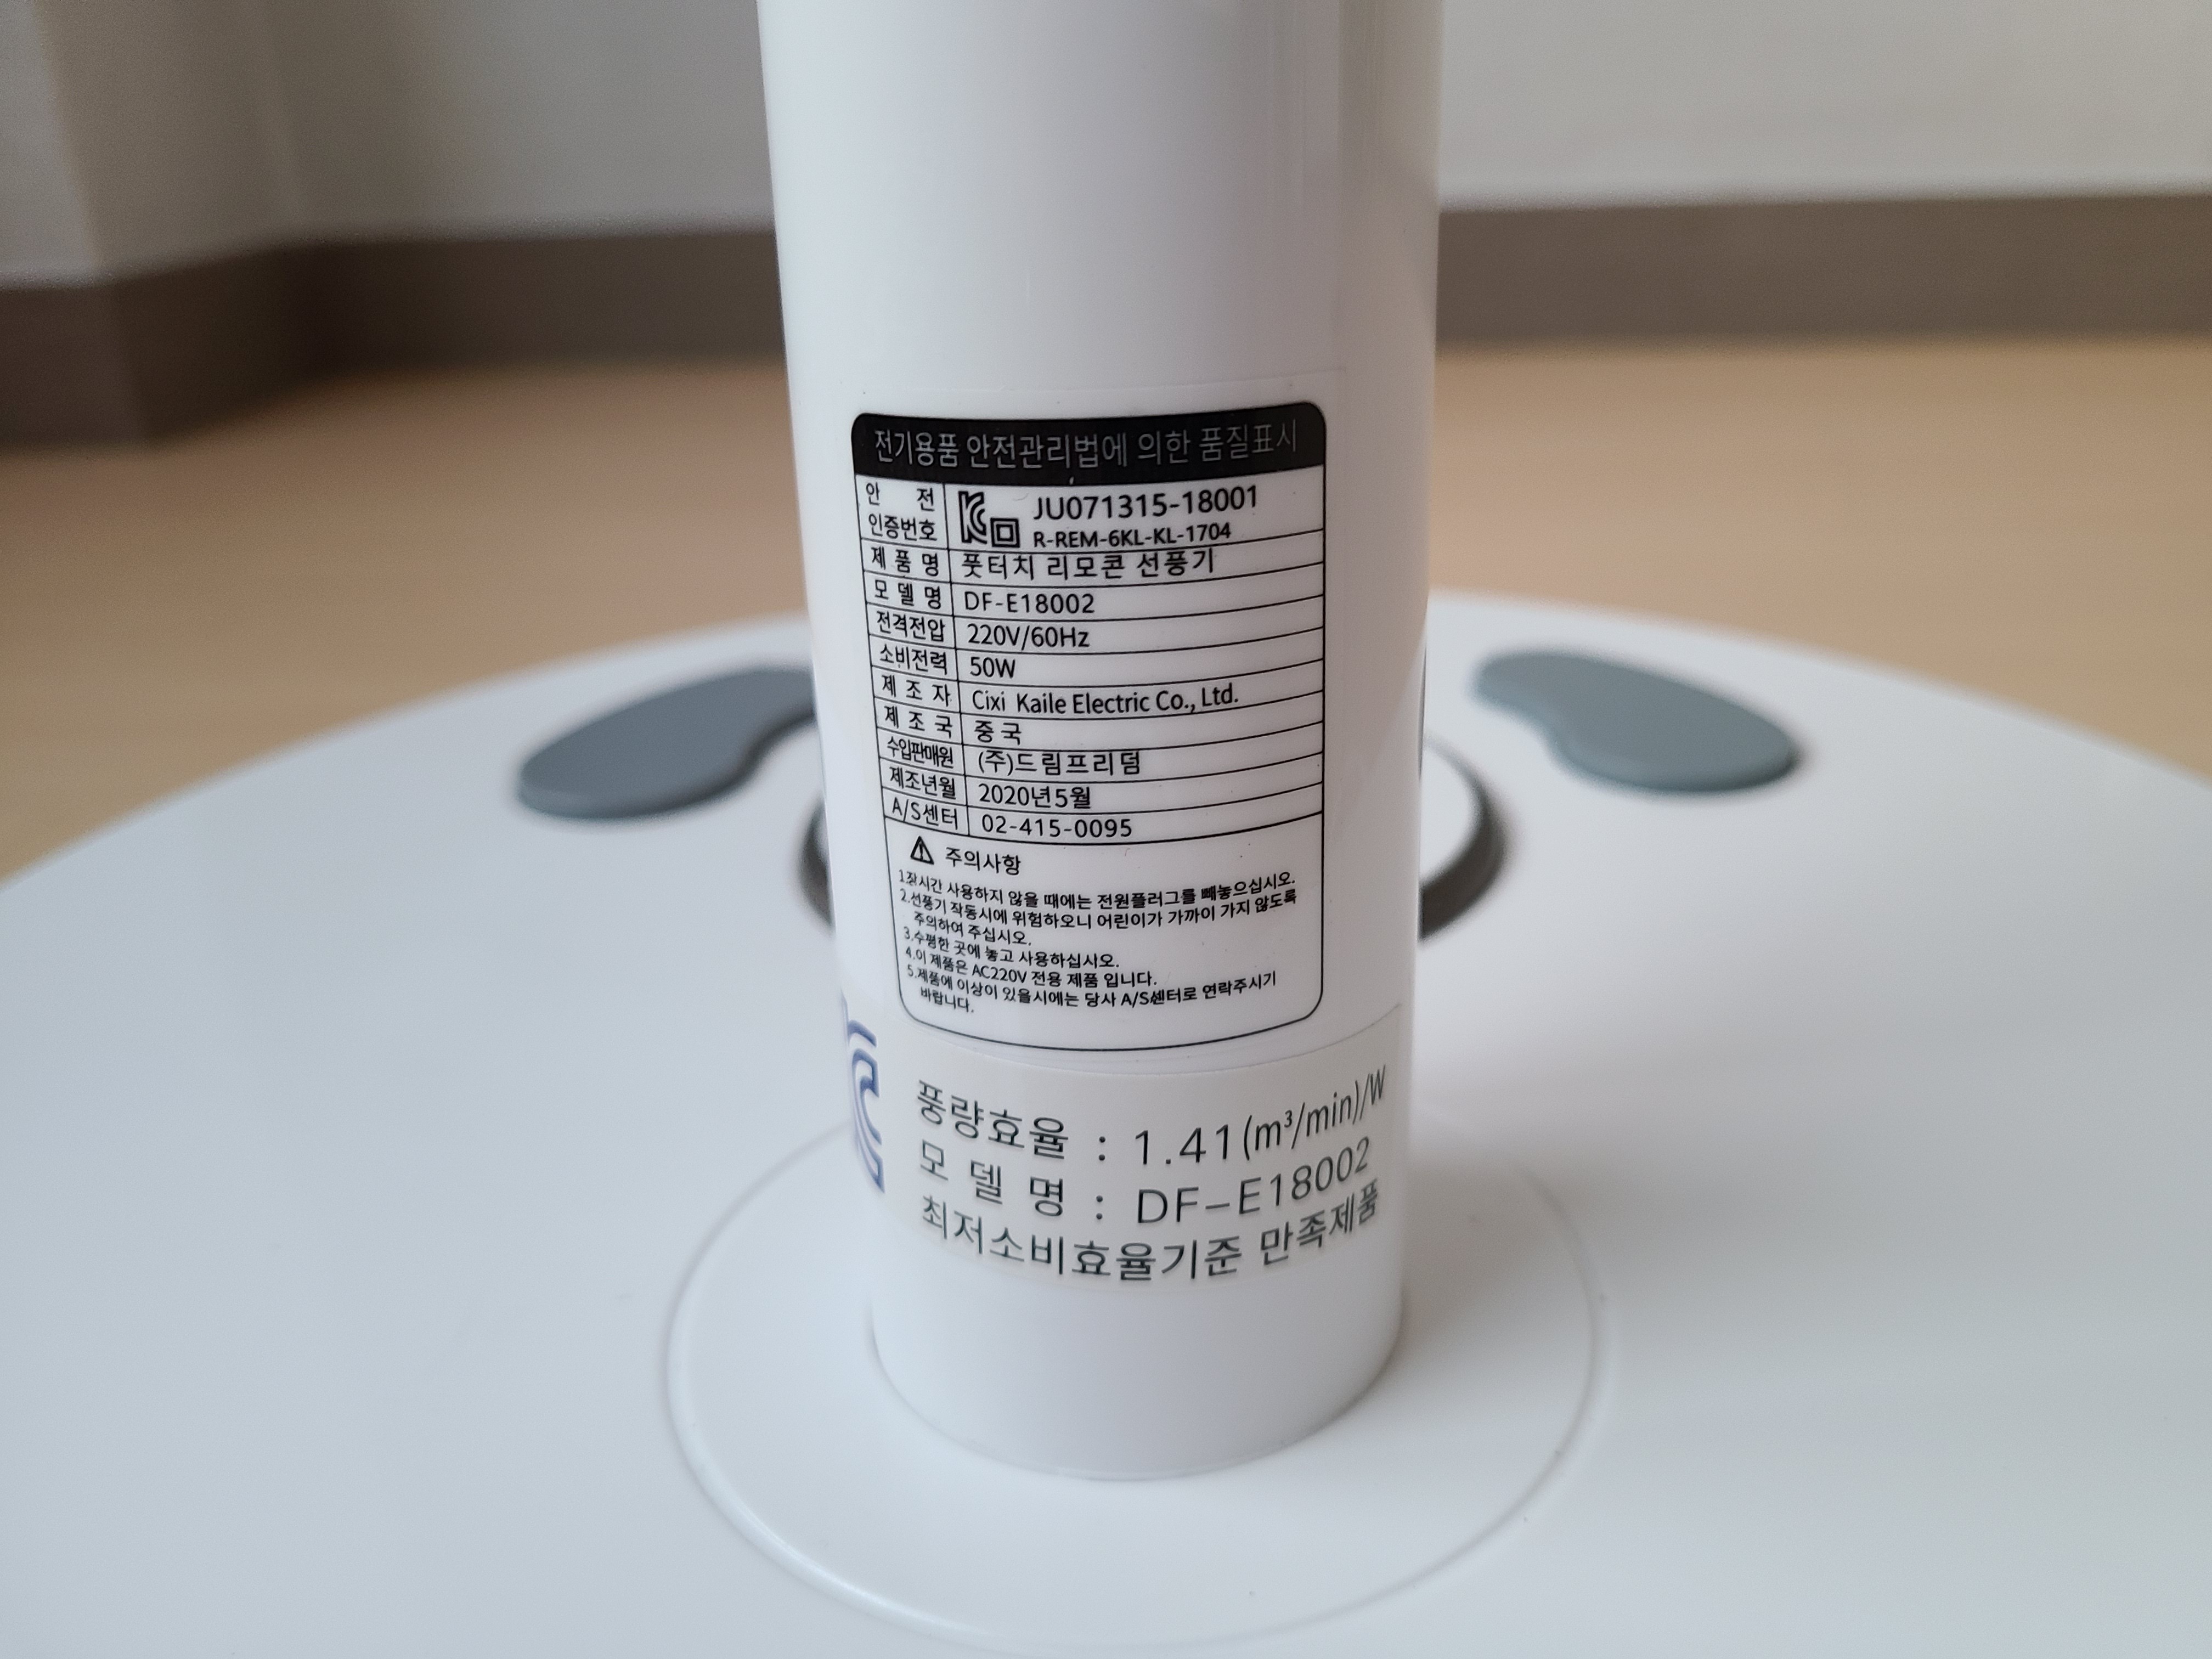 전기용품 안전관리법에 의한 품질표시
안 전
인증번호
JU071315-18001
R-REM-6KL-KL-1704
제 품 명 풋터치 리모콘 선풍기
모 델 명 DF-E18002
전격전압 220V/60Hz
소비전력 50W
제 조 자 Cixi Kaile Electric Co., Ltd.
제 조 국 중 국
수입판매원 (주)드림프리덤
제조년월 2020년5월
A/S센터 02-415-0095
주의사항
1.장시간 사용하지 않을 때에는 전원플러그를 빼놓으십시오.
2.선풍기 작동시에 위험하오니 어린이가 가까이 가지 않도록
주의하여 주십시오.
3.수평한 곳에 놓고 사용하십시오.
4.이 제품은 AC220V 전용 제품 입니다.
5.제품에 이상이 있을시에는 당사 A/S센터로 연락주시기
바랍니다.
풍량효율 : 1.41(m³/min)/W
모 델 명 : DF-E18002
최저소비효율기준 만족제품